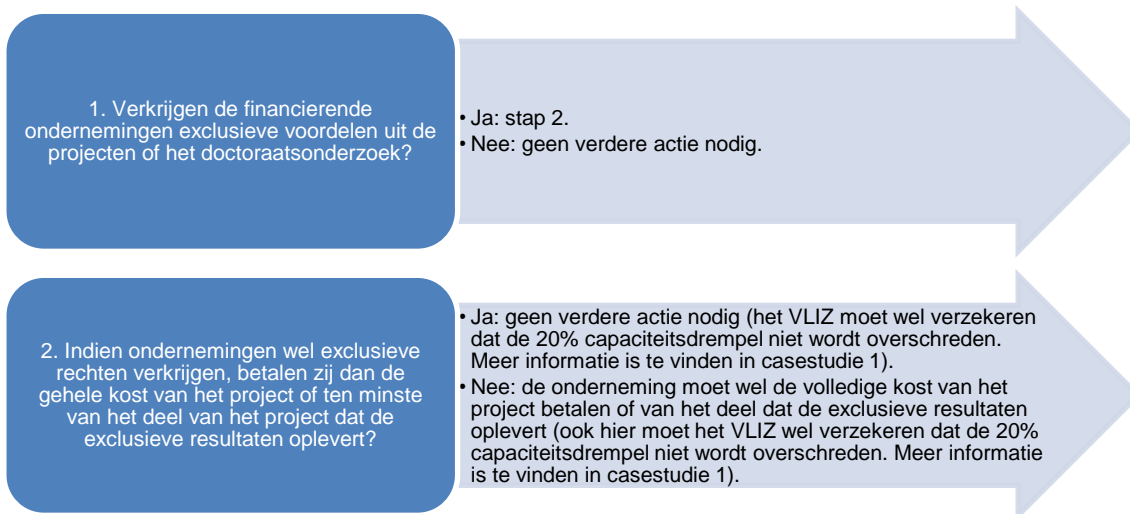 1. Verkrijgen de financierende
ondernemingen exclusieve voordelen uit de
projecten of het doctoraatsonderzoek?
• Ja: stap 2.
• Nee: geen verdere actie nodig.
2. Indien ondernemingen wel exclusieve
rechten verkrijgen, betalen zij dan de
gehele kost van het project of ten minste
van het deel van het project dat de
exclusieve resultaten oplevert?
• Ja: geen verdere actie nodig (het VLIZ moet wel verzekeren
dat de 20% capaciteitsdrempel niet wordt overschreden.
Meer informatie is te vinden in casestudie 1).
• Nee: de onderneming moet wel de volledige kost van het
project betalen of van het deel dat de exclusieve resultaten
oplevert (ook hier moet het VLIZ wel verzekeren dat de 20%
capaciteitsdrempel niet wordt overschreden. Meer informatie
is te vinden in casestudie 1).